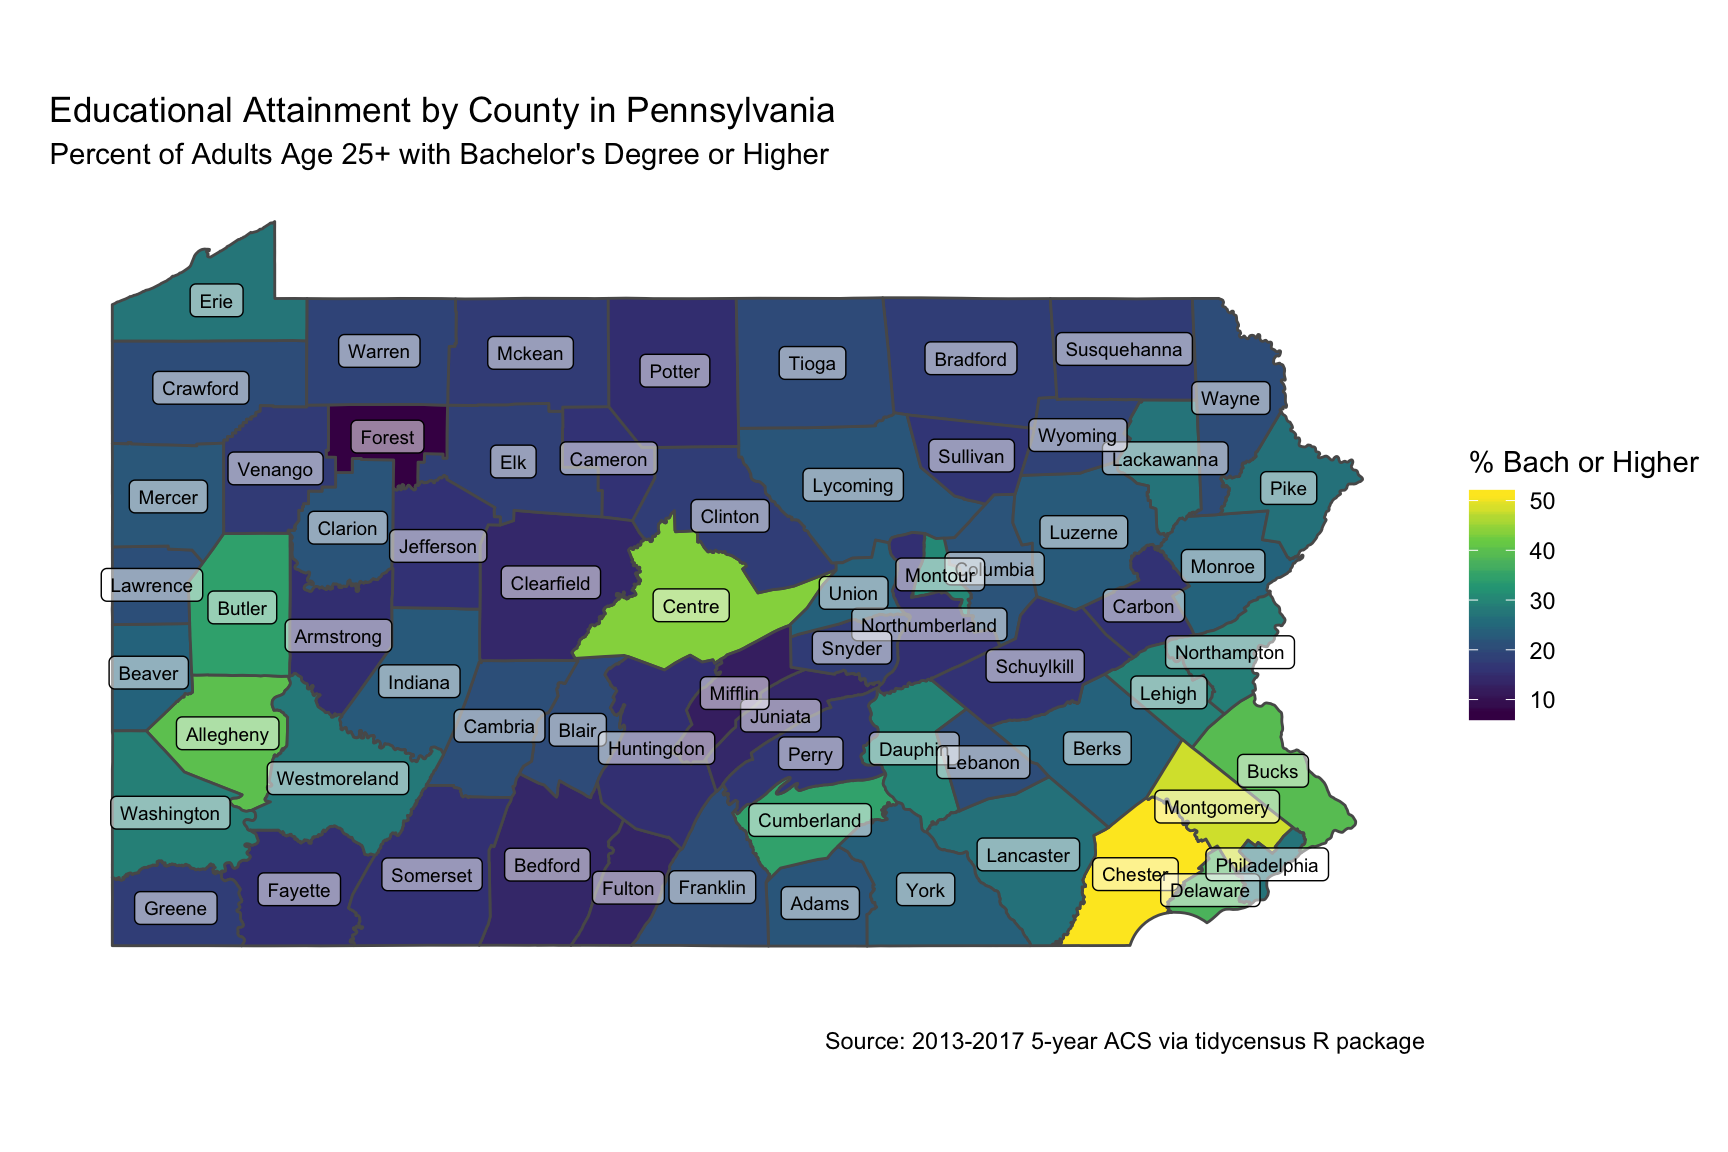 Educational Attainment by County in Pennsylvania
Percent of Adults Age 25+ with Bachelor's Degree or Higher
Erie
Warren
Mckean
Potter
Tioga
Bradford
Susquehanna
Wayne
Crawford
Forest
Venango
Elk
Cameron
Sullivan
Wyoming
Lackawanna
Pike
Mercer
Clarion
Jefferson
Lycoming
Clinton
Luzerne
Monroe
Lawrence
Butler
Clearfield
Centre
Union
Montour
Columbia
Carbon
Armstrong
Northumberland
Snyder
Schuylkill
Northampton
Beaver
Indiana
Mifflin
Juniata
Lehigh
Allegheny
Cambria
Blair
Huntingdon
Perry
Dauphin
Lebanon
Berks
Bucks
Westmoreland
Washington
Cumberland
Montgomery
Lancaster
Chester
Philadelphia
Delaware
Greene
Fayette
Somerset
Bedford
Fulton
Franklin
Adams
York
% Bach or Higher
50
40
30
20
10
Source: 2013-2017 5-year ACS via tidycensus R package